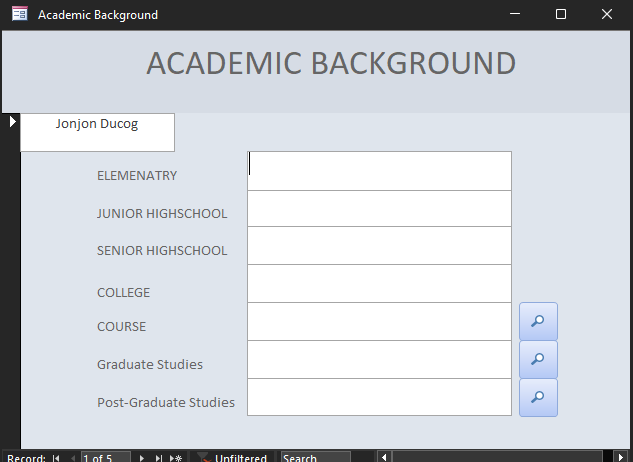 Academic Background
ACADEMIC BACKGROUND
Jonjon Ducog
ELEMENATRY
JUNIOR HIGHSCHOOL
SENIOR HIGHSCHOOL
COLLEGE
COURSE
Graduate Studies
Post-Graduate Studies
Record: 1 of 5 Unfiltered Search